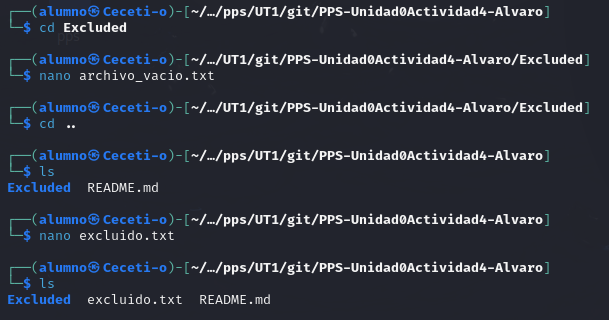 ┌──(alumno㉿Ceceti-o)-[~/…/pps/UT1/git/PPS-Unidad0Actividad4-Alvaro]
└─$ cd Excluded
┌──(alumno㉿Ceceti-o)-[~/…/UT1/git/PPS-Unidad0Actividad4-Alvaro/Excluded]
└─$ nano archivo_vacio.txt
┌──(alumno㉿Ceceti-o)-[~/…/UT1/git/PPS-Unidad0Actividad4-Alvaro/Excluded]
└─$ cd ..
┌──(alumno㉿Ceceti-o)-[~/…/pps/UT1/git/PPS-Unidad0Actividad4-Alvaro]
└─$ ls
Excluded  README.md
┌──(alumno㉿Ceceti-o)-[~/…/pps/UT1/git/PPS-Unidad0Actividad4-Alvaro]
└─$ nano excluido.txt
┌──(alumno㉿Ceceti-o)-[~/…/pps/UT1/git/PPS-Unidad0Actividad4-Alvaro]
└─$ ls
Excluded  excluido.txt  README.md